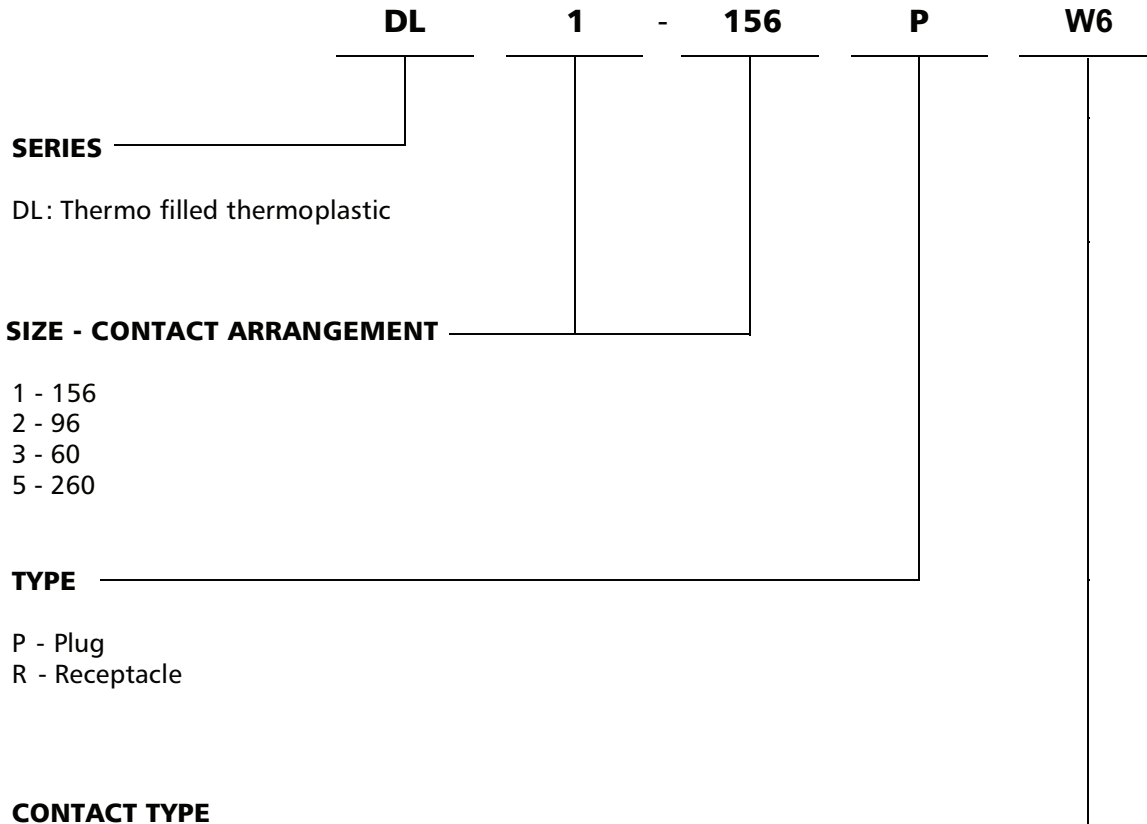 DL 1 - 156 P W6
SERIES
DL: Thermo filled thermoplastic
SIZE - CONTACT ARRANGEMENT
1 - 156
2 - 96
3 - 60
5 - 260
TYPE
P - Plug
R - Receptacle
CONTACT TYPE